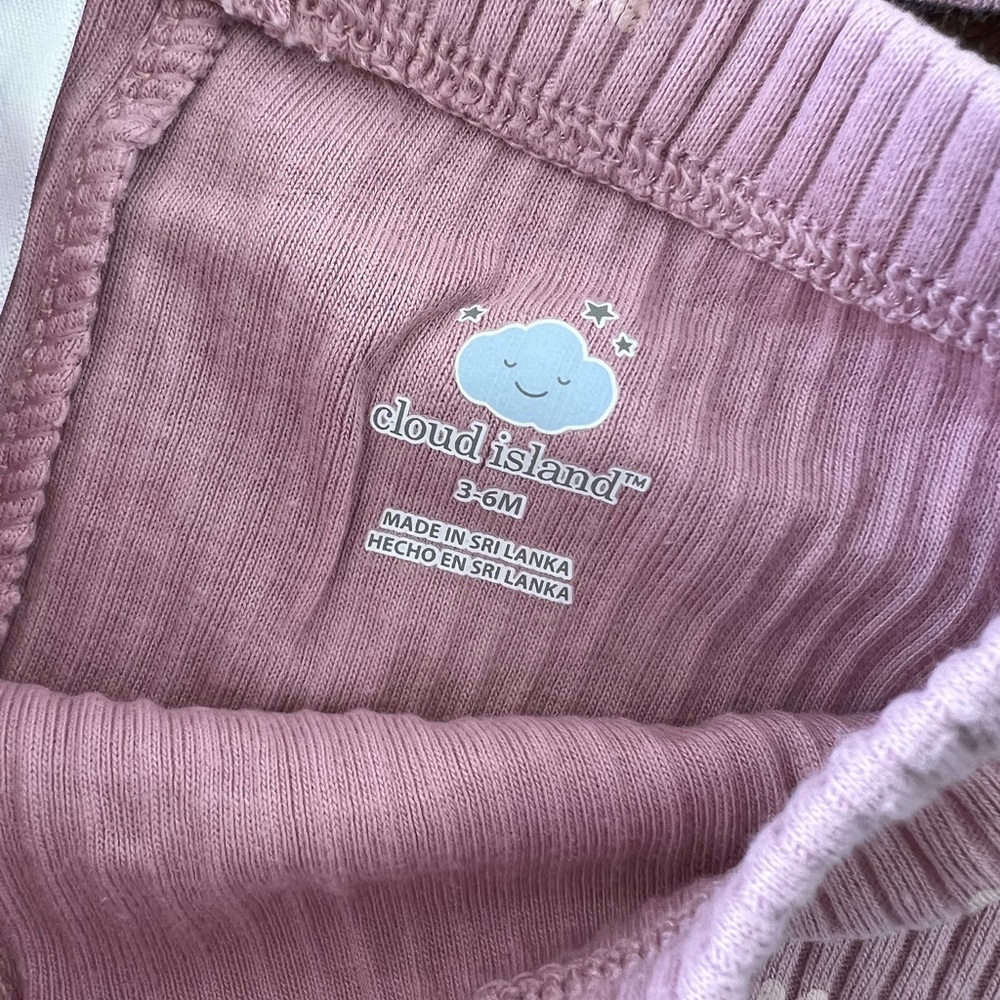 cloud island™
3-6M
MADE IN SRI LANKA
HECHO EN SRI LANKA